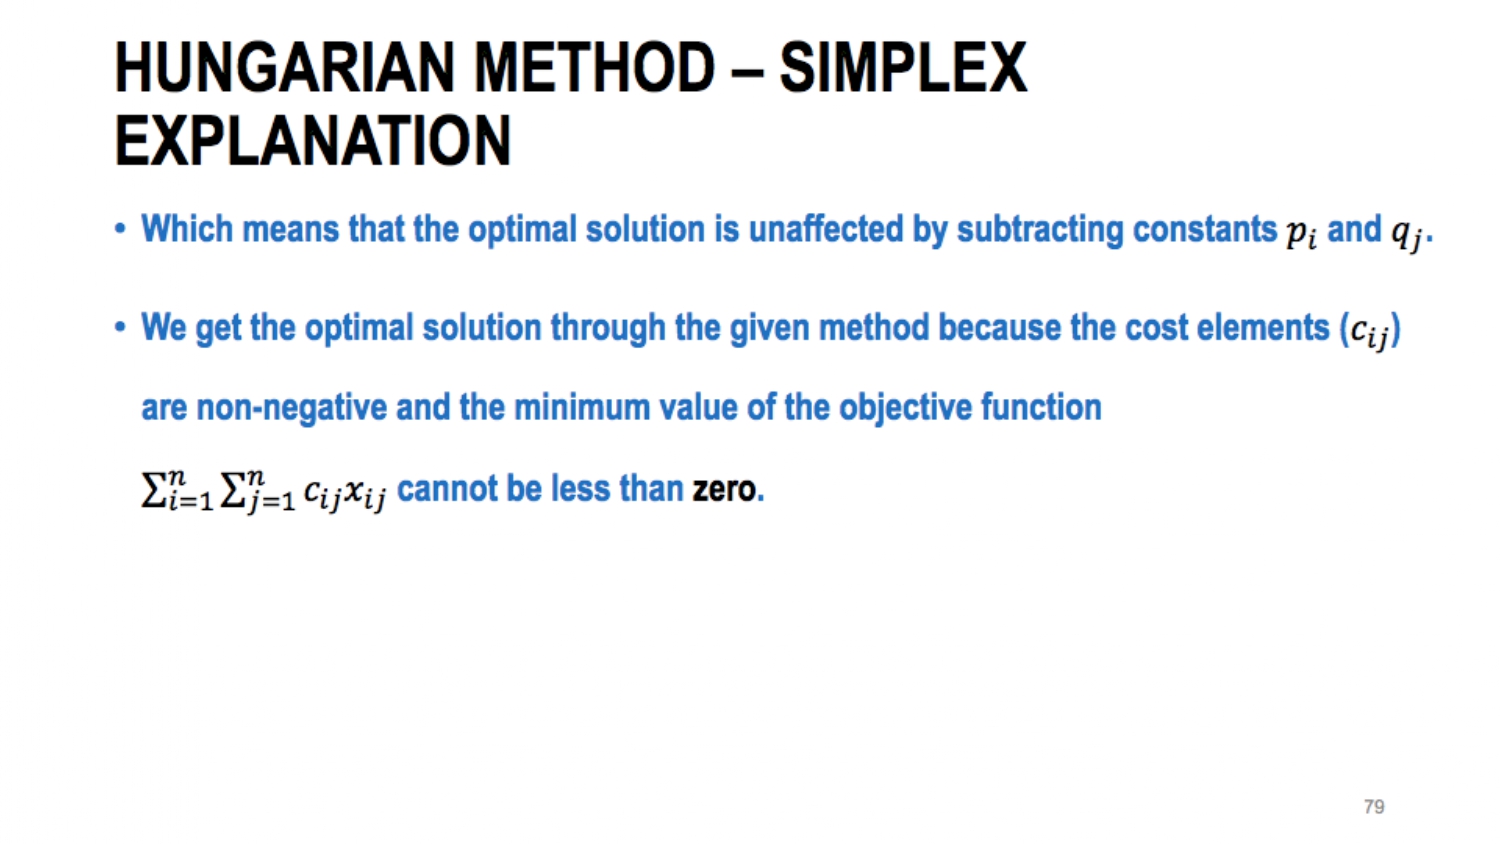 HUNGARIAN METHOD – SIMPLEX
EXPLANATION
• Which means that the optimal solution is unaffected by subtracting constants $p_i$ and $q_j$.
• We get the optimal solution through the given method because the cost elements ($c_{ij}$)
are non-negative and the minimum value of the objective function
$\sum_{i=1}^{n} \sum_{j=1}^{n} c_{ij} x_{ij}$ cannot be less than zero.
79